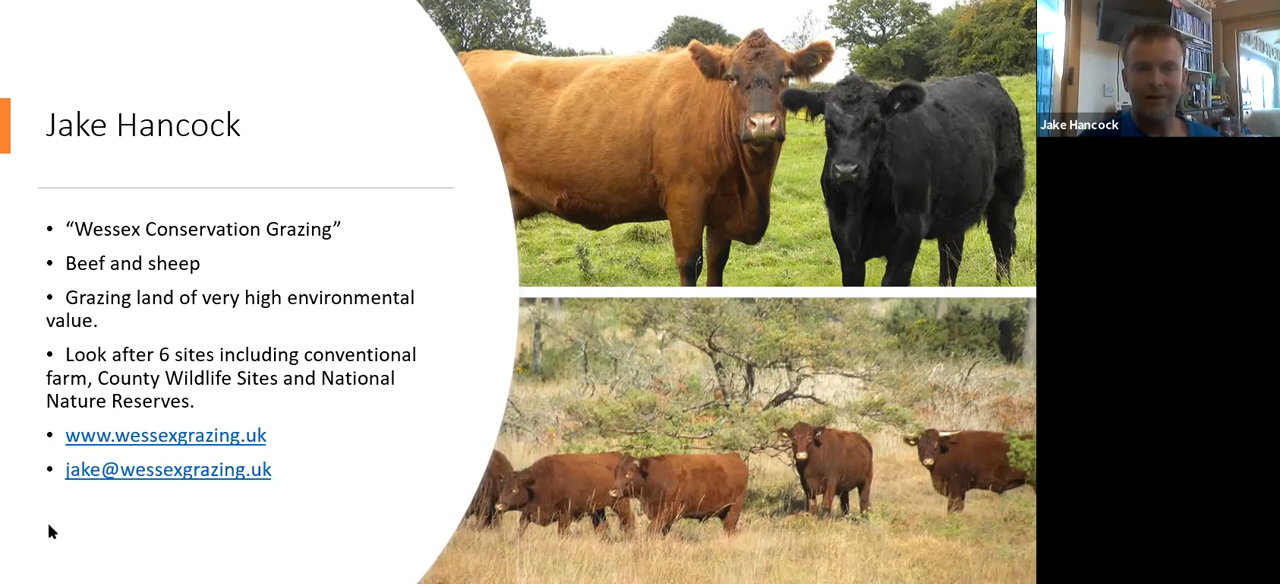 Jake Hancock
• “Wessex Conservation Grazing”
• Beef and sheep
• Grazing land of very high environmental
value.
• Look after 6 sites including conventional
farm, County Wildlife Sites and National
Nature Reserves.
• www.wessexgrazing.uk
• jake@wessexgrazing.uk
Jake Hancock